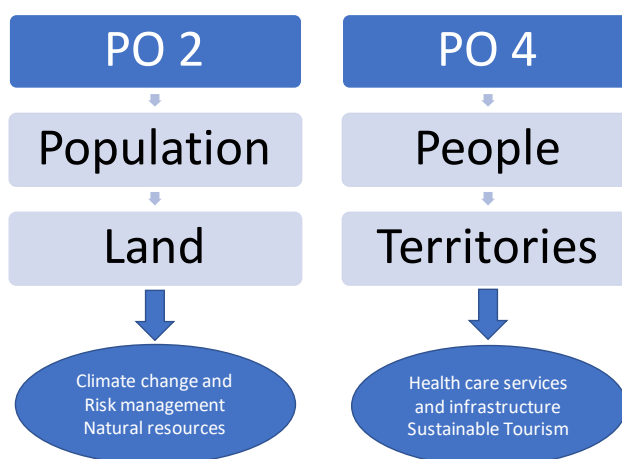 PO 2
Population
Land
Climate change and
Risk management
Natural resources
PO 4
People
Territories
Health care services
and infrastructure
Sustainable Tourism